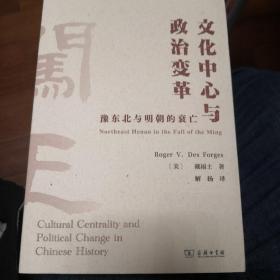 文化中心与
政治变革
豫东北与明朝的衰亡
Northeast Henan in the Fall of the Ming
Roger V. Des Forges
〔美〕 戴福士 著
解扬 译
闯王
Cultural Centrality and
Political Change in
Chinese History
商务印书馆